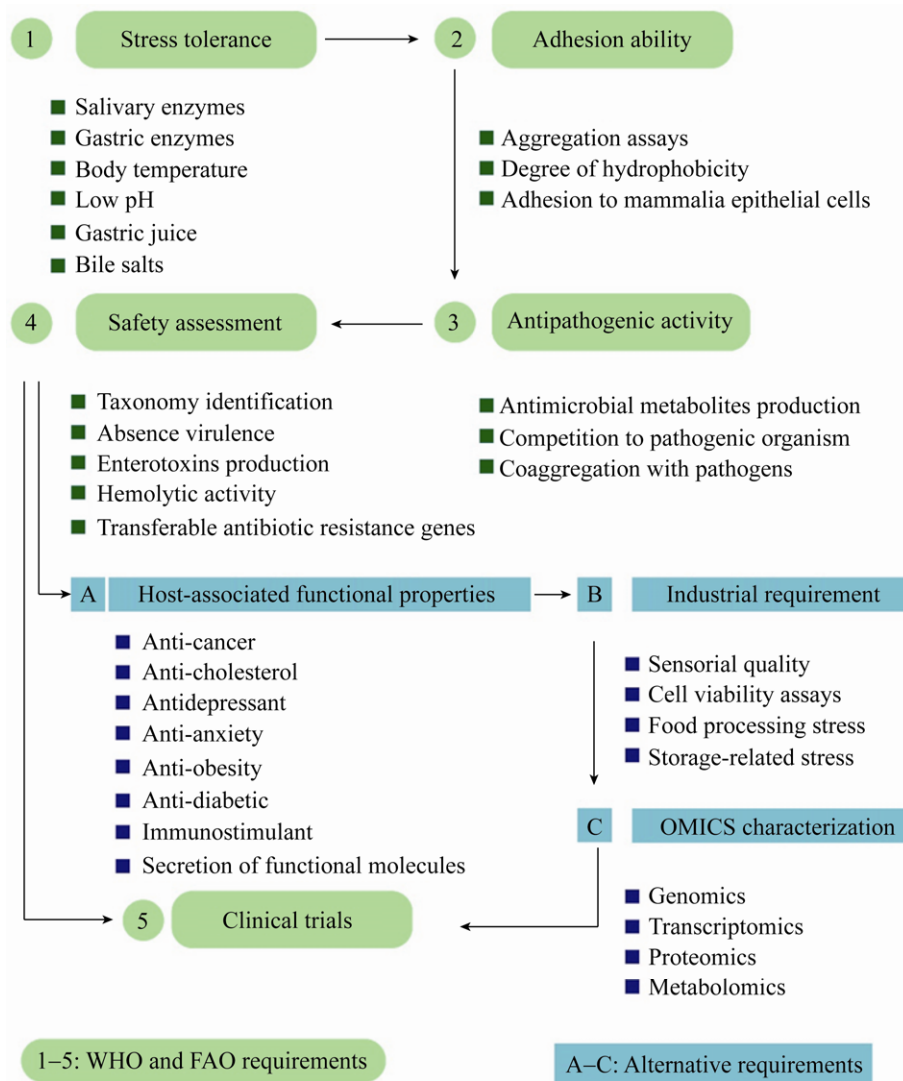 1 Stress tolerance
Salivary enzymes
Gastric enzymes
Body temperature
Low pH
Gastric juice
Bile salts
2 Adhesion ability
Aggregation assays
Degree of hydrophobicity
Adhesion to mammalia epithelial cells
3 Antipathogenic activity
Antimicrobial metabolites production
Competition to pathogenic organism
Coaggregation with pathogens
4 Safety assessment
Taxonomy identification
Absence virulence
Enterotoxins production
Hemolytic activity
Transferable antibiotic resistance genes
A Host-associated functional properties
Anti-cancer
Anti-cholesterol
Antidepressant
Anti-anxiety
Anti-obesity
Anti-diabetic
Immunostimulant
Secretion of functional molecules
B Industrial requirement
Sensorial quality
Cell viability assays
Food processing stress
Storage-related stress
C OMICS characterization
Genomics
Transcriptomics
Proteomics
Metabolomics
5 Clinical trials
1–5: WHO and FAO requirements
A–C: Alternative requirements